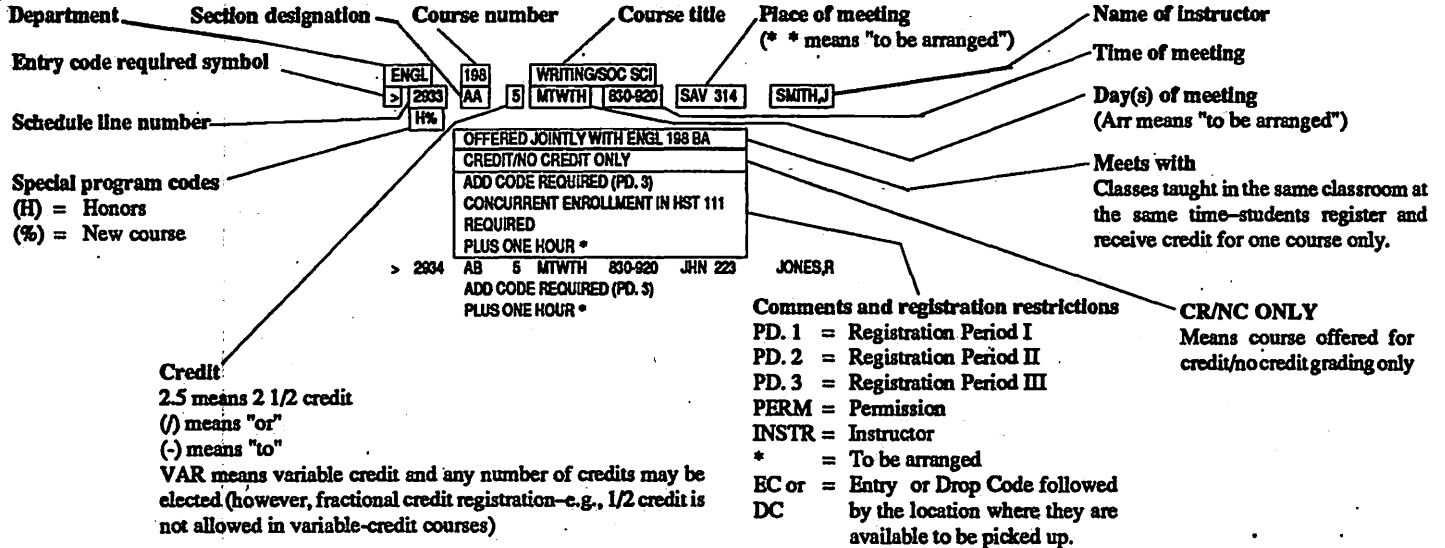 Department
Section designation
Course number
Course title
Place of meeting
(* * means "to be arranged")
Name of instructor
Time of meeting
Entry code required symbol
Day(s) of meeting
(Arr means "to be arranged")
Schedule line number
ENGL 198 WRITING/SOC SCI
> 2933 AA 5 MTWTH 830-920 SAV 314 SMITH,J
H%
OFFERED JOINTLY WITH ENGL 198 BA
CREDIT/NO CREDIT ONLY
ADD CODE REQUIRED (PD. 3)
CONCURRENT ENROLLMENT IN HST 111
REQUIRED
PLUS ONE HOUR *
> 2934 AB 5 MTWTH 830-920 JHN 223 JONES,R
ADD CODE REQUIRED (PD. 3)
PLUS ONE HOUR *
Special program codes
(H) = Honors
(%) = New course
Meets with
Classes taught in the same classroom at
the same time–students register and
receive credit for one course only.
Credit
2.5 means 2 1/2 credit
(/) means "or"
(-) means "to"
VAR means variable credit and any number of credits may be
elected (however, fractional credit registration–e.g., 1/2 credit is
not allowed in variable-credit courses)
Comments and registration restrictions
PD. 1 = Registration Period I
PD. 2 = Registration Period II
PD. 3 = Registration Period III
PERM = Permission
INSTR = Instructor
* = To be arranged
EC or = Entry or Drop Code followed
DC by the location where they are
available to be picked up.
CR/NC ONLY
Means course offered for
credit/no credit grading only